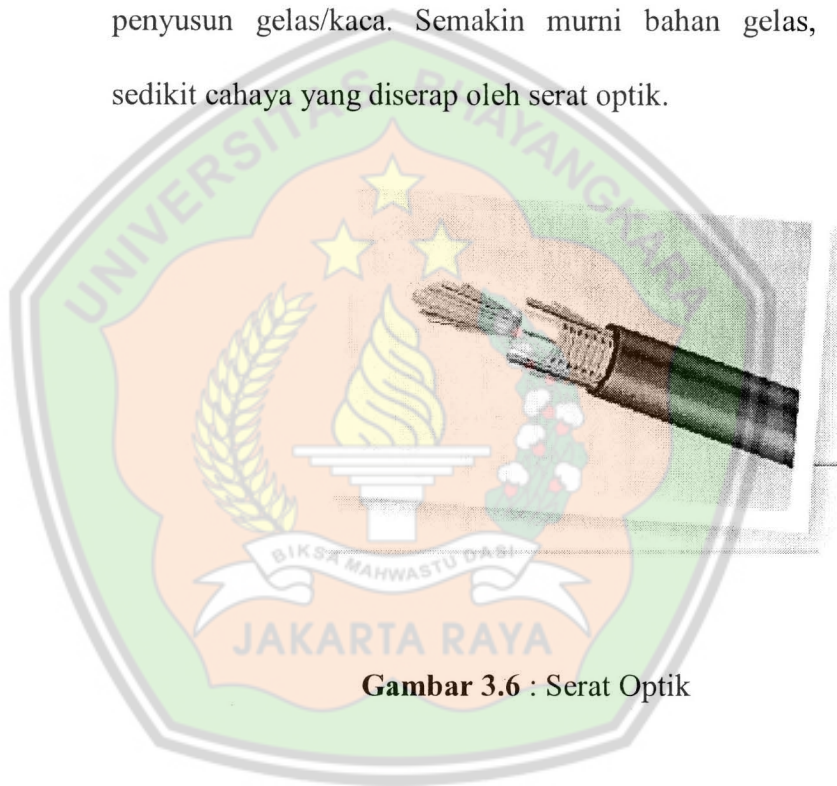 penyusun gelas/kaca. Semakin murni bahan gelas,
sedikit cahaya yang diserap oleh serat optik.
UNIVERSITAS BHAYANGKARA
BIKSA MAHWASTU DASI
JAKARTA RAYA
Gambar 3.6 : Serat Optik